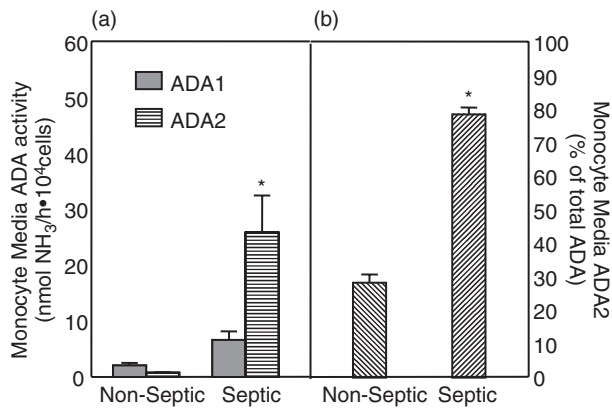 (a)
(b)
Monocyte Media ADA activity
(nmol NH₃/h•10⁴cells)
60
50
40
30
20
10
0
ADA1
ADA2
*
Non-Septic
Septic
*
Non-Septic
Septic
100
90
80
70
60
50
40
30
20
10
0
Monocyte Media ADA2
(% of total ADA)